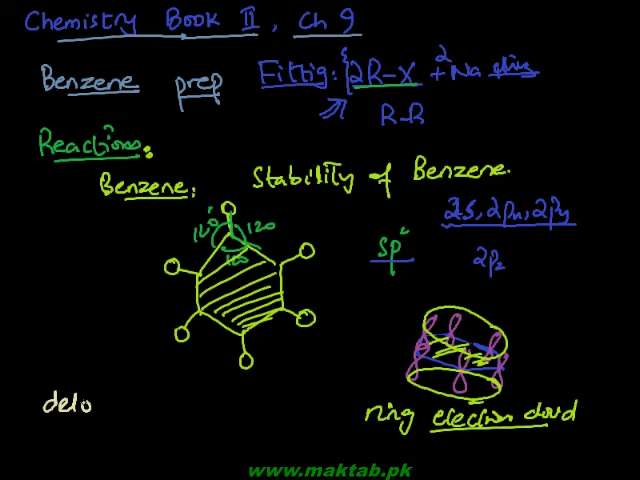 Chemistry Book II, Ch 9
Benzene prep Fittig: 2R-X + 2Na
R-R
Reactions:
Benzene: Stability of Benzene.
120 120
120
2s, 2px, 2py
sp²
2pz
delo
ring electron cloud
www.maktab.pk